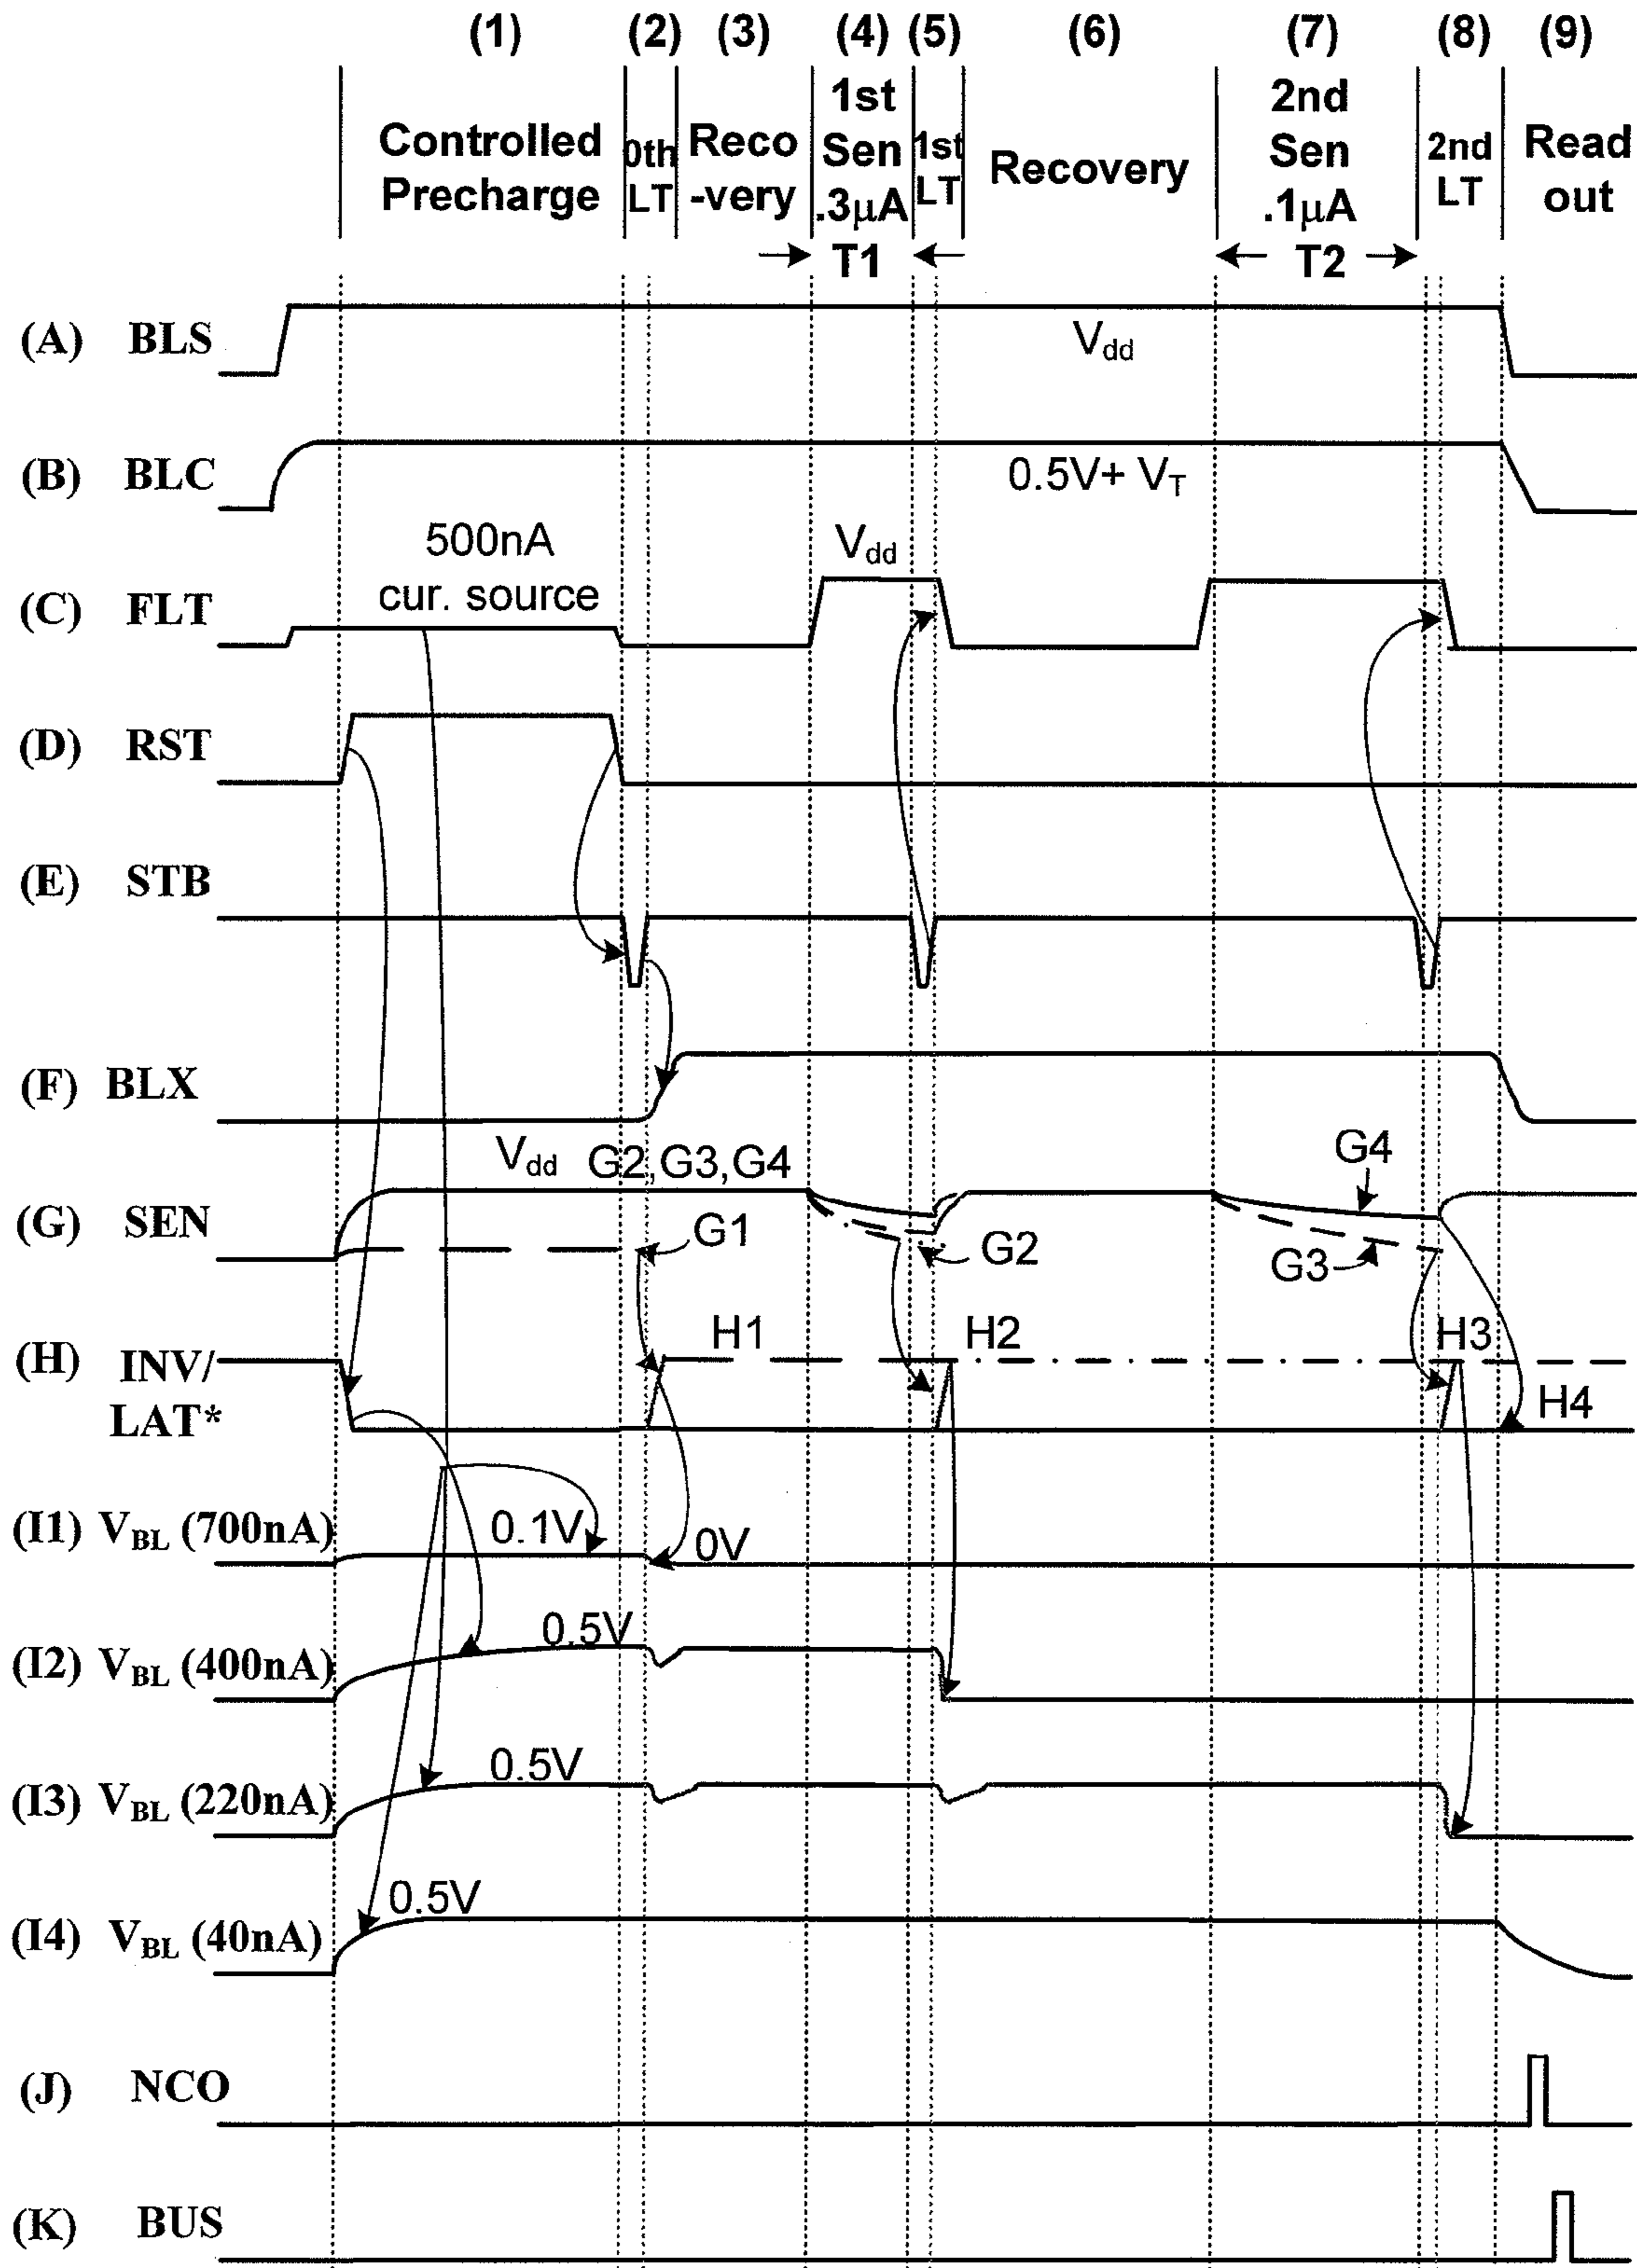 (1) (2) (3) (4) (5) (6) (7) (8) (9)
Controlled
Precharge
0th
LT
Reco
-very
1st
Sen
.3μA
T1
1st
LT
Recovery
2nd
Sen
.1μA
T2
2nd
LT
Read
out
(A) BLS
Vdd
(B) BLC
0.5V+ VT
500nA
cur. source
Vdd
(C) FLT
(D) RST
(E) STB
(F) BLX
Vdd G2,G3,G4
G4
(G) SEN
G1
G2
G3
(H) INV/
LAT*
H1
H2
H3
H4
(I1) VBL (700nA)
0.1V
0V
(I2) VBL (400nA)
0.5V
(I3) VBL (220nA)
0.5V
(I4) VBL (40nA)
0.5V
(J) NCO
(K) BUS